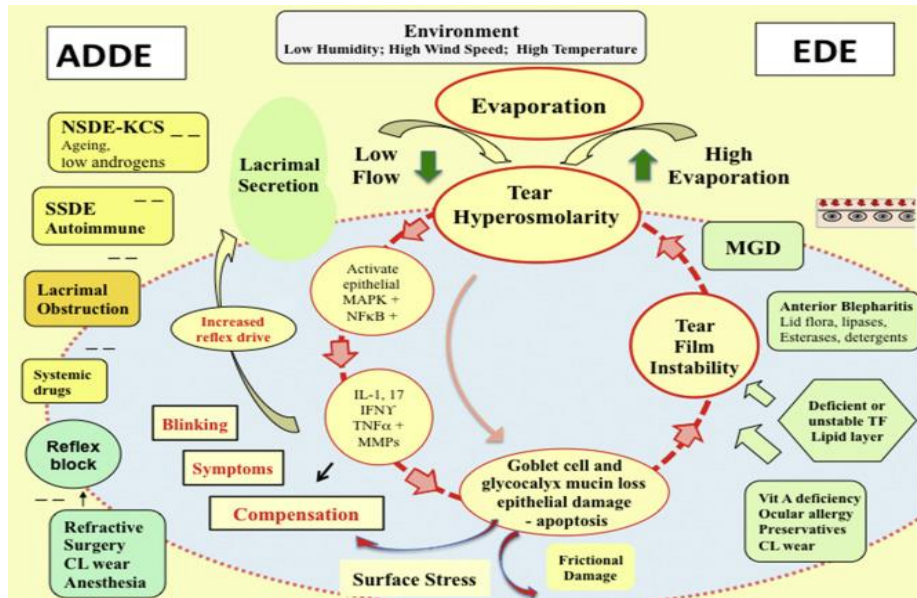 Environment
Low Humidity; High Wind Speed; High Temperature
ADDE
EDE
Evaporation
NSDE-KCS
Ageing,
low androgens
Lacrimal
Secretion
Low
Flow
High
Evaporation
Tear
Hyperosmolarity
SSDE
Autoimmune
MGD
Activate
epithelial
MAPK +
NFκB +
Lacrimal
Obstruction
Increased
reflex drive
Tear
Film
Instability
Anterior Blepharitis
Lid flora, lipases,
Esterases, detergents
Systemic
drugs
IL-1, 17
IFNϒ
TNFα +
MMPs
Blinking
Deficient or
unstable TF
Lipid layer
Reflex
block
Symptoms
Goblet cell and
glycocalyx mucin loss
epithelial damage
- apoptosis
Compensation
Vit A deficiency
Ocular allergy
Preservatives
CL wear
Refractive
Surgery
CL wear
Anesthesia
Surface Stress
Frictional
Damage